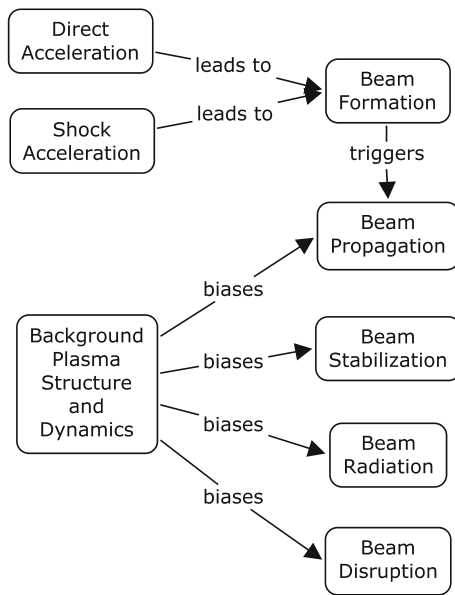 Direct
Acceleration
leads to
Beam
Formation
leads to
Shock
Acceleration
triggers
Beam
Propagation
biases
Background
Plasma
Structure
and
Dynamics
biases
Beam
Stabilization
biases
Beam
Radiation
biases
Beam
Disruption